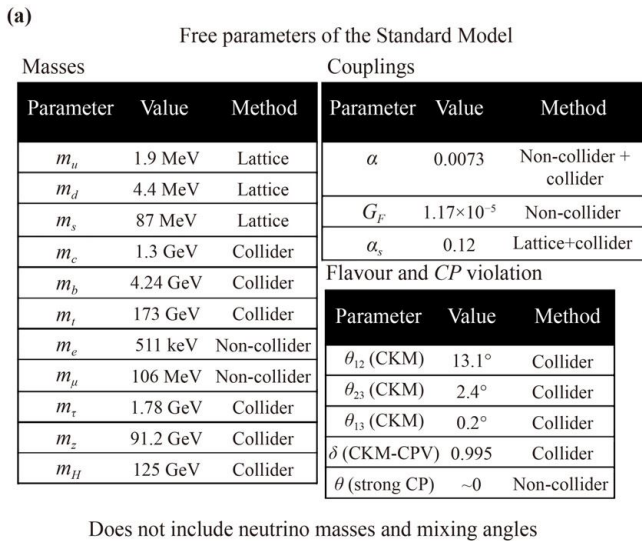 (a)
Free parameters of the Standard Model
Masses
Parameter Value Method
m_u 1.9 MeV Lattice
m_d 4.4 MeV Lattice
m_s 87 MeV Lattice
m_c 1.3 GeV Collider
m_b 4.24 GeV Collider
m_t 173 GeV Collider
m_e 511 keV Non-collider
m_μ 106 MeV Non-collider
m_τ 1.78 GeV Collider
m_z 91.2 GeV Collider
m_H 125 GeV Collider
Couplings
Parameter Value Method
α 0.0073 Non-collider +
collider
G_F 1.17×10⁻⁵ Non-collider
α_s 0.12 Lattice+collider
Flavour and CP violation
Parameter Value Method
θ₁₂ (CKM) 13.1° Collider
θ₂₃ (CKM) 2.4° Collider
θ₁₃ (CKM) 0.2° Collider
δ (CKM-CPV) 0.995 Collider
θ (strong CP) ~0 Non-collider
Does not include neutrino masses and mixing angles